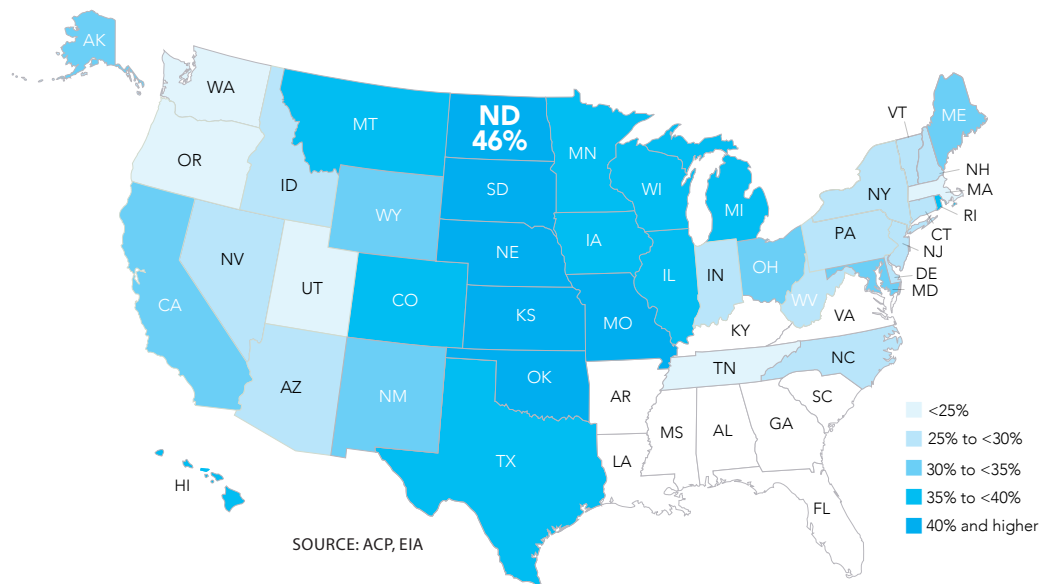 AK
WA
MT
ND
46%
MN
VT
ME
OR
ID
SD
WI
MI
NY
NH
MA
RI
CT
WY
NE
IA
PA
NJ
NV
UT
CO
IL
IN
OH
DE
MD
CA
KS
MO
WV
VA
KY
AZ
NM
OK
TN
NC
AR
SC
MS
AL
GA
TX
LA
HI
FL
<25%
25% to <30%
30% to <35%
35% to <40%
40% and higher
SOURCE: ACP, EIA